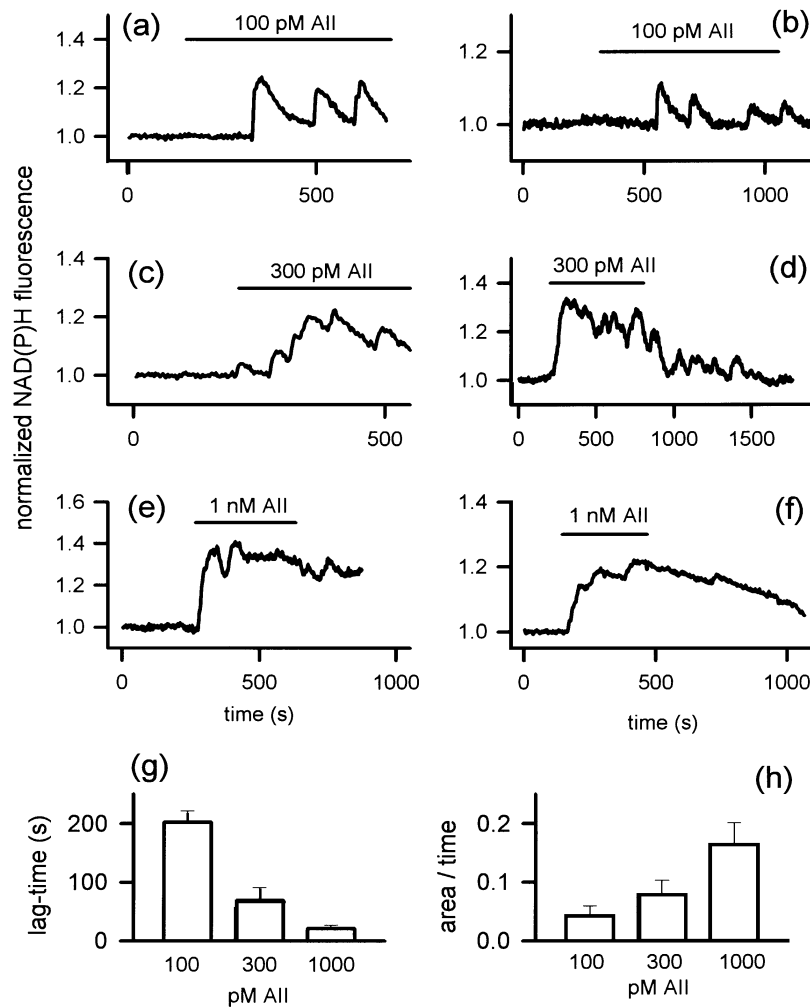 normalized NAD(P)H fluorescence
(a)
100 pM AII
1.4
1.2
1.0
0
500
(b)
100 pM AII
1.2
1.0
0
500
1000
(c)
300 pM AII
1.4
1.2
1.0
0
500
(d)
300 pM AII
1.4
1.2
1.0
0
500
1000
1500
(e)
1 nM AII
1.6
1.4
1.2
1.0
0
500
1000
time (s)
(f)
1 nM AII
1.4
1.2
1.0
0
500
1000
time (s)
(g)
lag-time (s)
200
100
0
100
300
1000
pM AII
(h)
area / time
0.2
0.1
0.0
100
300
1000
pM AII